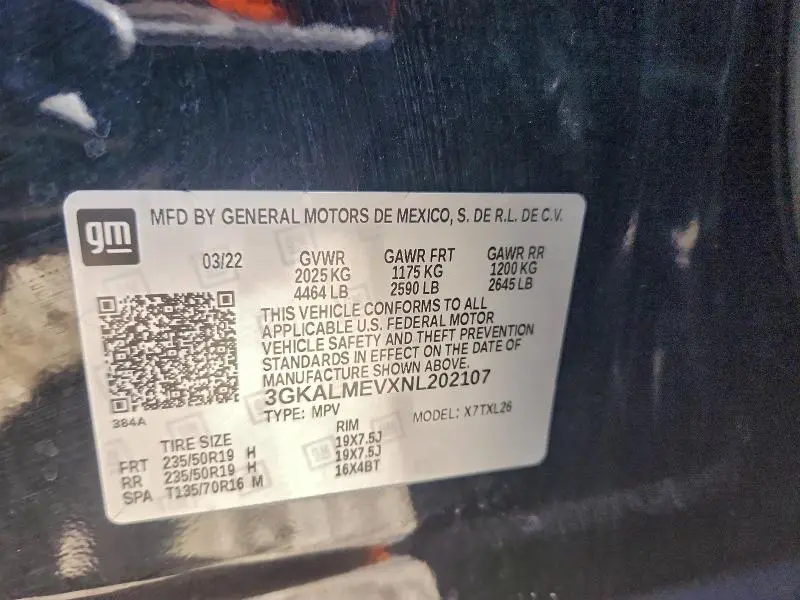 gm
MFD BY GENERAL MOTORS DE MEXICO, S. DE R.L. DE C.V.
03/22 GVWR GAWR FRT GAWR RR
2025 KG 1175 KG 1200 KG
4464 LB 2590 LB 2645 LB
THIS VEHICLE CONFORMS TO ALL
APPLICABLE U.S. FEDERAL MOTOR
VEHICLE SAFETY AND THEFT PREVENTION
STANDARDS IN EFFECT ON THE DATE OF
MANUFACTURE SHOWN ABOVE.
3GKALMEVXNL202107
384A
TYPE: MPV MODEL: X7TXL26
TIRE SIZE RIM
FRT 235/50R19 H 19X7.5J
RR 235/50R19 H 19X7.5J
SPA T135/70R16 M 16X4BT